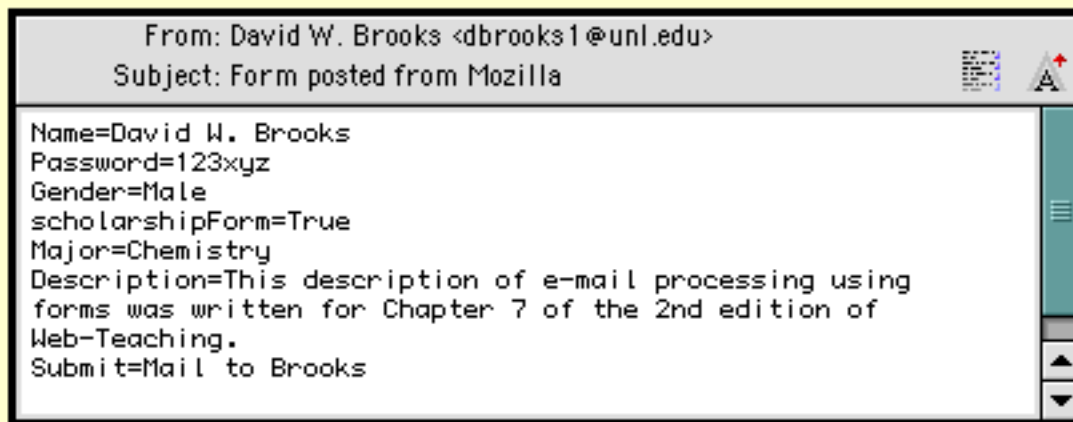 From: David W. Brooks <dbrooks1@unl.edu>
Subject: Form posted from Mozilla
Name=David W. Brooks
Password=123xyz
Gender=Male
scholarshipForm=True
Major=Chemistry
Description=This description of e-mail processing using
forms was written for Chapter 7 of the 2nd edition of
Web-Teaching.
Submit=Mail to Brooks